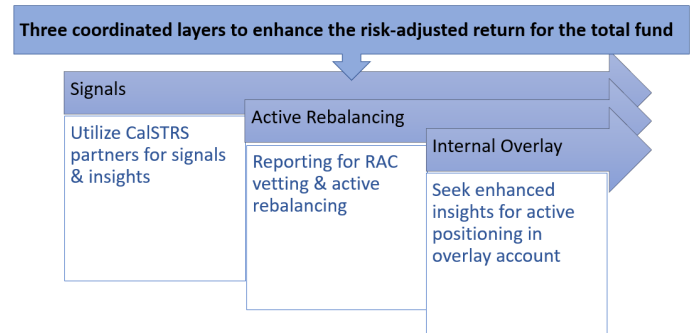 Three coordinated layers to enhance the risk-adjusted return for the total fund
Signals
Utilize CalSTRS
partners for signals
& insights
Active Rebalancing
Reporting for RAC
vetting & active
rebalancing
Internal Overlay
Seek enhanced
insights for active
positioning in
overlay account